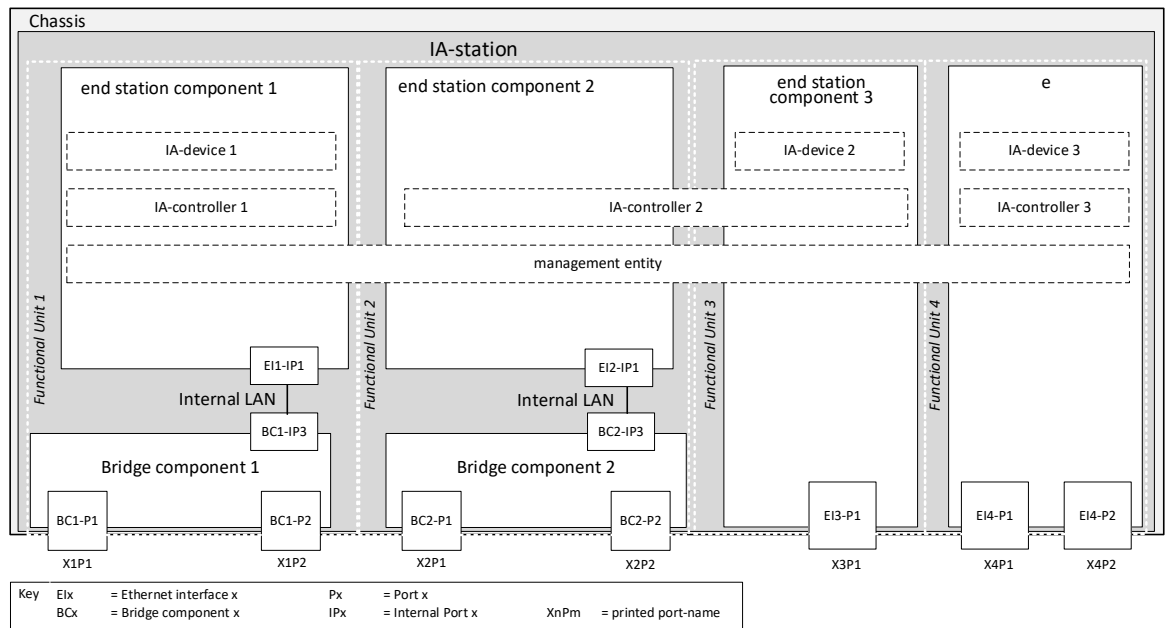 Chassis
IA-station
end station component 1
end station component 2
end station
component 3
e
IA-device 1
IA-device 2
IA-device 3
IA-controller 1
IA-controller 2
IA-controller 3
management entity
Functional Unit 1
Functional Unit 2
Functional Unit 3
Functional Unit 4
EI1-IP1
EI2-IP1
Internal LAN
Internal LAN
BC1-IP3
BC2-IP3
Bridge component 1
Bridge component 2
BC1-P1
BC1-P2
BC2-P1
BC2-P2
EI3-P1
EI4-P1
EI4-P2
X1P1
X1P2
X2P1
X2P2
X3P1
X4P1
X4P2
Key EIx = Ethernet interface x Px = Port x
BCx = Bridge component x IPx = Internal Port x XnPm = printed port-name